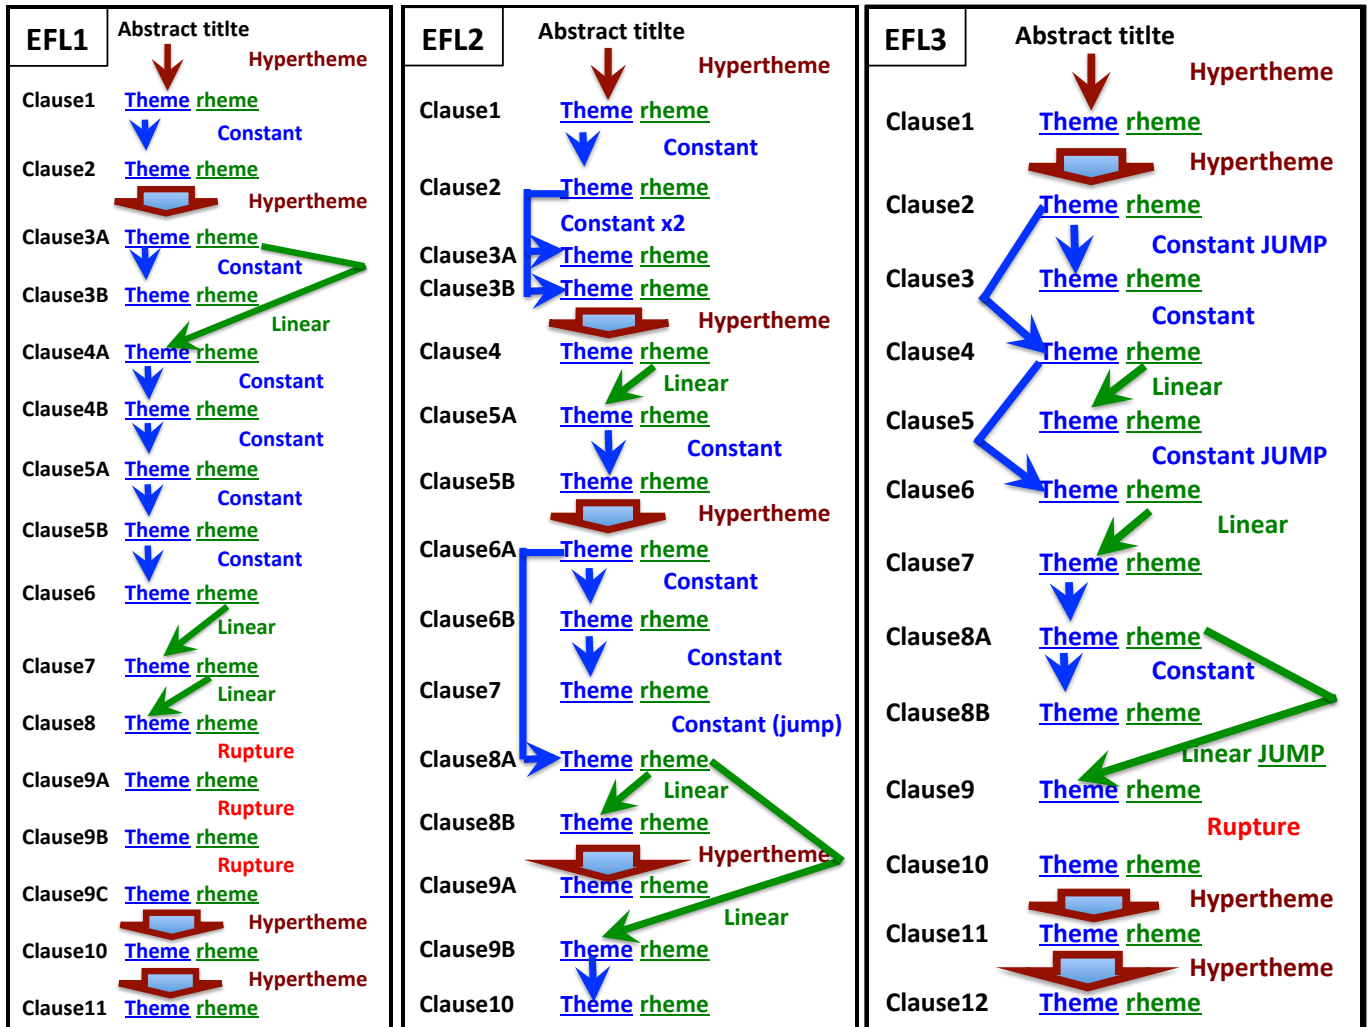 EFL1
Abstract titlte
Hypertheme
Clause1 Theme rheme
Constant
Clause2 Theme rheme
Hypertheme
Clause3A Theme rheme
Constant
Clause3B Theme rheme
Linear
Clause4A Theme rheme
Constant
Clause4B Theme rheme
Constant
Clause5A Theme rheme
Constant
Clause5B Theme rheme
Constant
Clause6 Theme rheme
Linear
Clause7 Theme rheme
Linear
Clause8 Theme rheme
Rupture
Clause9A Theme rheme
Rupture
Clause9B Theme rheme
Rupture
Clause9C Theme rheme
Hypertheme
Clause10 Theme rheme
Hypertheme
Clause11 Theme rheme
EFL2
Abstract titlte
Hypertheme
Clause1 Theme rheme
Constant
Clause2 Theme rheme
Constant x2
Clause3A Theme rheme
Clause3B Theme rheme
Hypertheme
Clause4 Theme rheme
Linear
Clause5A Theme rheme
Constant
Clause5B Theme rheme
Hypertheme
Clause6A Theme rheme
Constant
Clause6B Theme rheme
Constant
Clause7 Theme rheme
Constant (jump)
Clause8A Theme rheme
Linear
Clause8B Theme rheme
Hypertheme
Clause9A Theme rheme
Linear
Clause9B Theme rheme
Clause10 Theme rheme
EFL3
Abstract titlte
Hypertheme
Clause1 Theme rheme
Hypertheme
Clause2 Theme rheme
Constant JUMP
Clause3 Theme rheme
Constant
Clause4 Theme rheme
Linear
Clause5 Theme rheme
Constant JUMP
Clause6 Theme rheme
Linear
Clause7 Theme rheme
Clause8A Theme rheme
Constant
Clause8B Theme rheme
Linear JUMP
Clause9 Theme rheme
Rupture
Clause10 Theme rheme
Hypertheme
Clause11 Theme rheme
Hypertheme
Clause12 Theme rheme